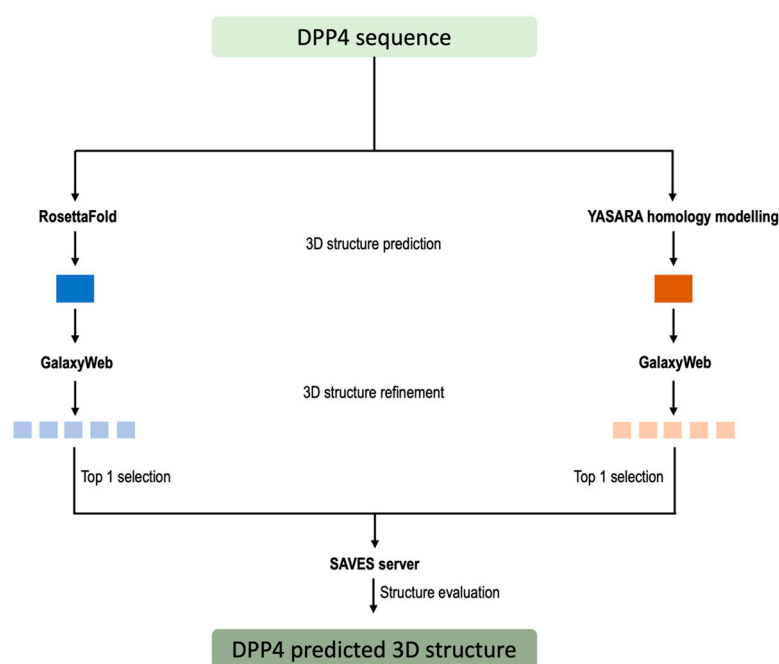 DPP4 sequence
RosettaFold
YASARA homology modelling
3D structure prediction
GalaxyWeb
GalaxyWeb
3D structure refinement
Top 1 selection
Top 1 selection
SAVES server
Structure evaluation
DPP4 predicted 3D structure